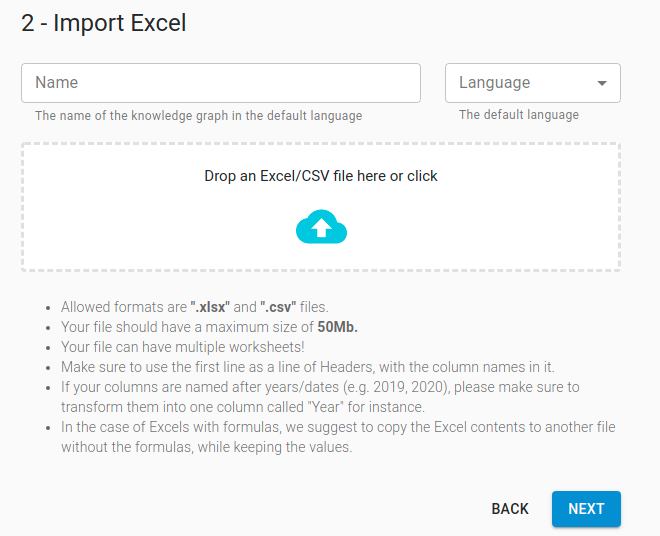 2 - Import Excel
Name
Language
The name of the knowledge graph in the default language
The default language
Drop an Excel/CSV file here or click
Allowed formats are ".xlsx" and ".csv" files.
Your file should have a maximum size of 50Mb.
Your file can have multiple worksheets!
Make sure to use the first line as a line of Headers, with the column names in it.
If your columns are named after years/dates (e.g. 2019, 2020), please make sure to
transform them into one column called "Year" for instance.
In the case of Excels with formulas, we suggest to copy the Excel contents to another file
without the formulas, while keeping the values.
BACK
NEXT